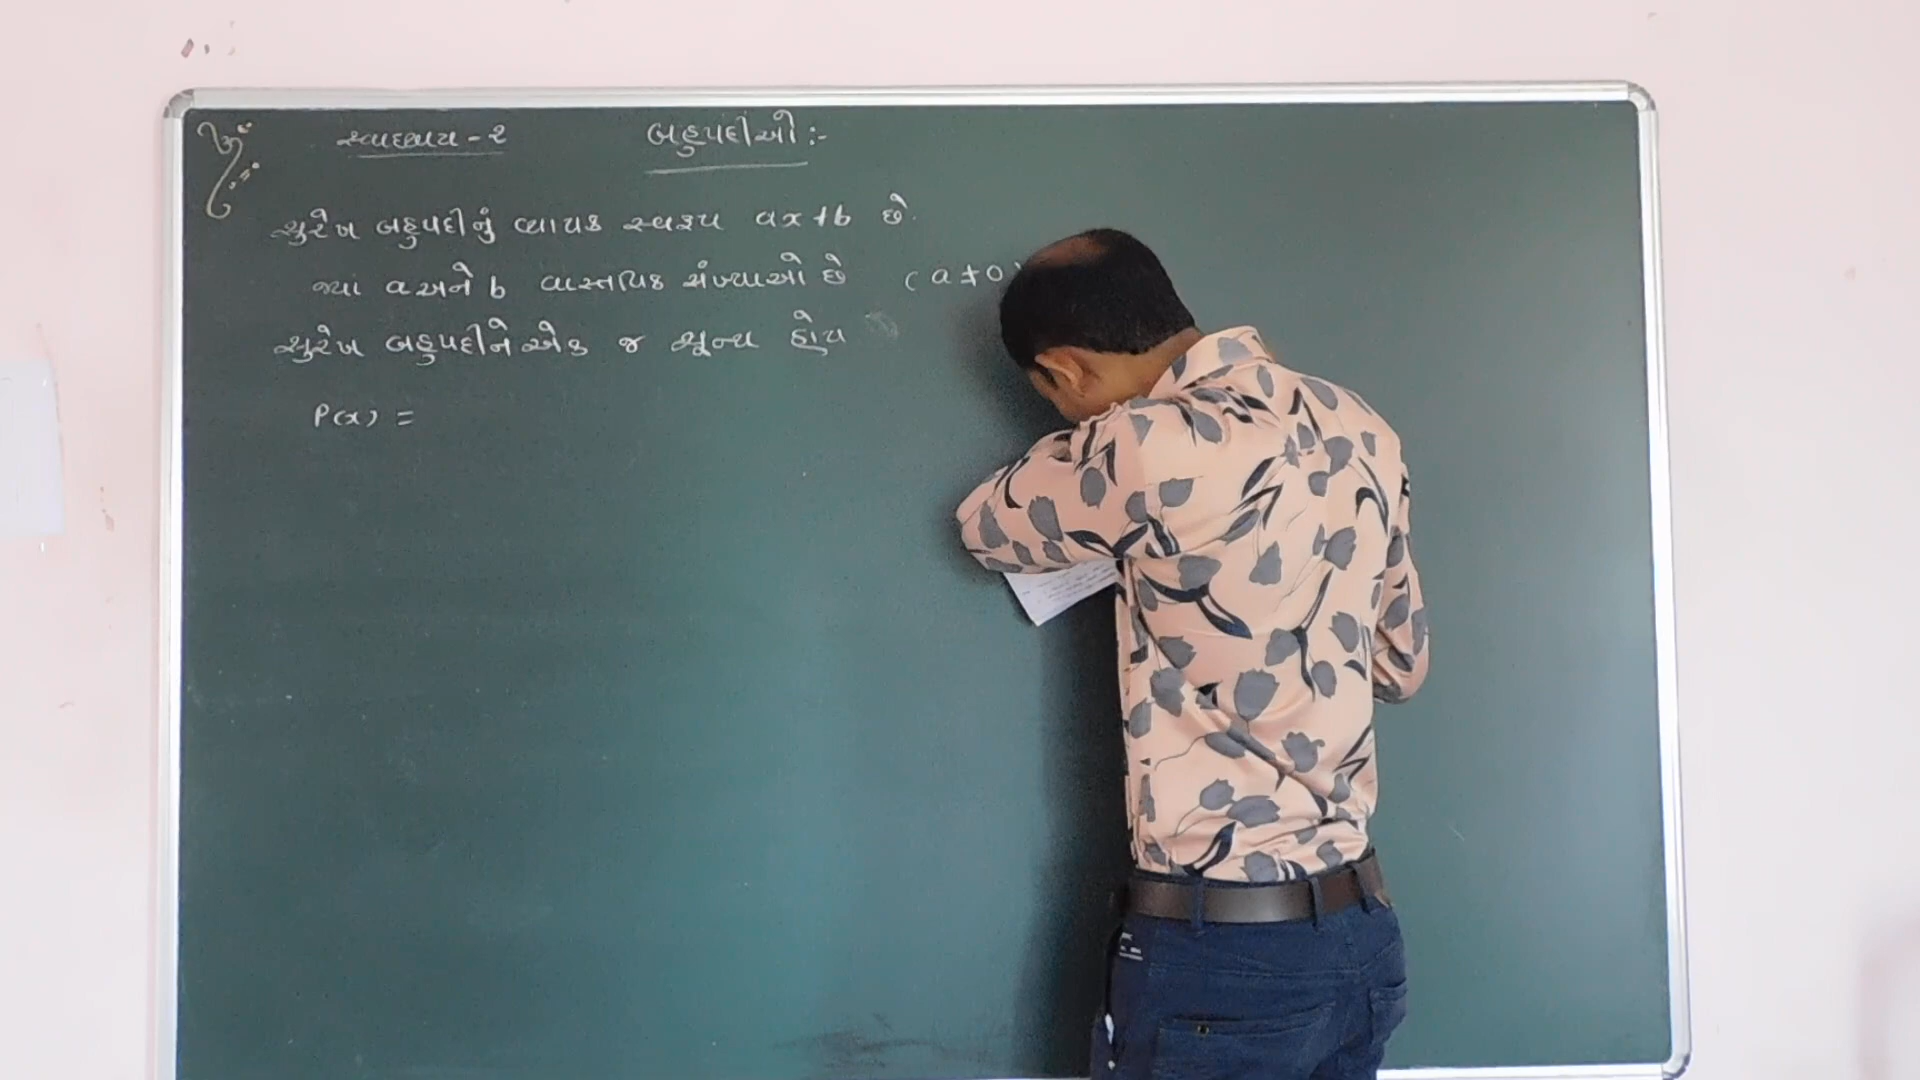 સ્વાધ્યાય - ૨ બહુપદીઓ :-
સુરેખ બહુપદીનું વ્યાપક સ્વરૂપ ax+b છે.
જ્યાં a અને b વાસ્તવિક સંખ્યાઓ છે (a≠0)
સુરેખ બહુપદીને એક જ શૂન્ય હોય
P(x) =